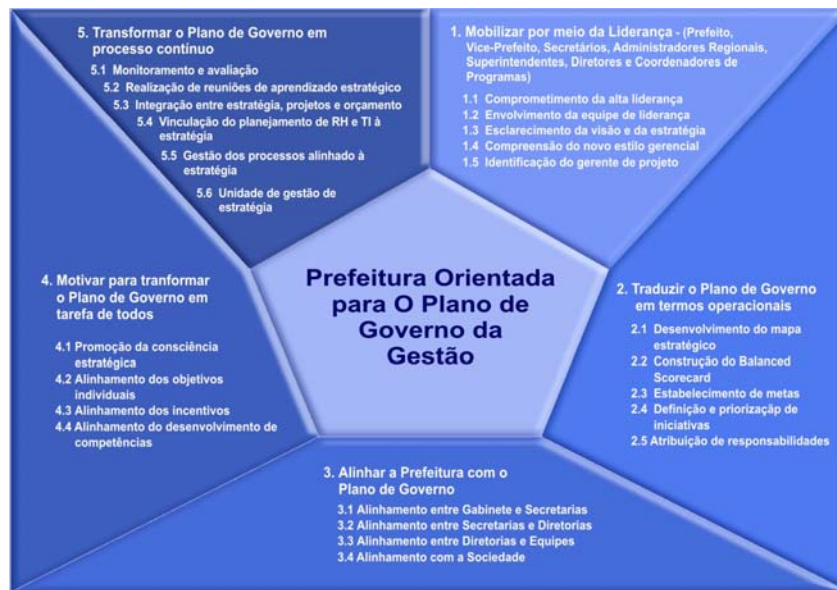 5. Transformar o Plano de Governo em
processo contínuo
5.1 Monitoramento e avaliação
5.2 Realização de reuniões de aprendizado estratégico
5.3 Integração entre estratégia, projetos e orçamento
5.4 Vinculação do planejamento de RH e TI à
estratégia
5.5 Gestão dos processos alinhado à
estratégia
5.6 Unidade de gestão de
estratégia
1. Mobilizar por meio da Liderança - (Prefeito,
Vice-Prefeito, Secretários, Administradores Regionais,
Superintendentes, Diretores e Coordenadores de
Programas)
1.1 Comprometimento da alta liderança
1.2 Envolvimento da equipe de liderança
1.3 Esclarecimento da visão e da estratégia
1.4 Compreensão do novo estilo gerencial
1.5 Identificação do gerente de projeto
Prefeitura Orientada
para O Plano de
Governo da
Gestão
2. Traduzir o Plano de Governo
em termos operacionais
2.1 Desenvolvimento do mapa
estratégico
2.2 Construção do Balanced
Scorecard
2.3 Estabelecimento de metas
2.4 Definição e priorizaçáp de
iniciativas
2.5 Atribuição de responsabilidades
4. Motivar para tranformar
o Plano de Governo em
tarefa de todos
4.1 Promoção da consciência
estratégica
4.2 Alinhamento dos objetivos
individuais
4.3 Alinhamento dos incentivos
4.4 Alinhamento do desenvolvimento de
competências
3. Alinhar a Prefeitura com o
Plano de Governo
3.1 Alinhamento entre Gabinete e Secretarias
3.2 Alinhamento entre Secretarias e Diretorias
3.3 Alinhamento entre Diretorias e Equipes
3.4 Alinhamento com a Sociedade